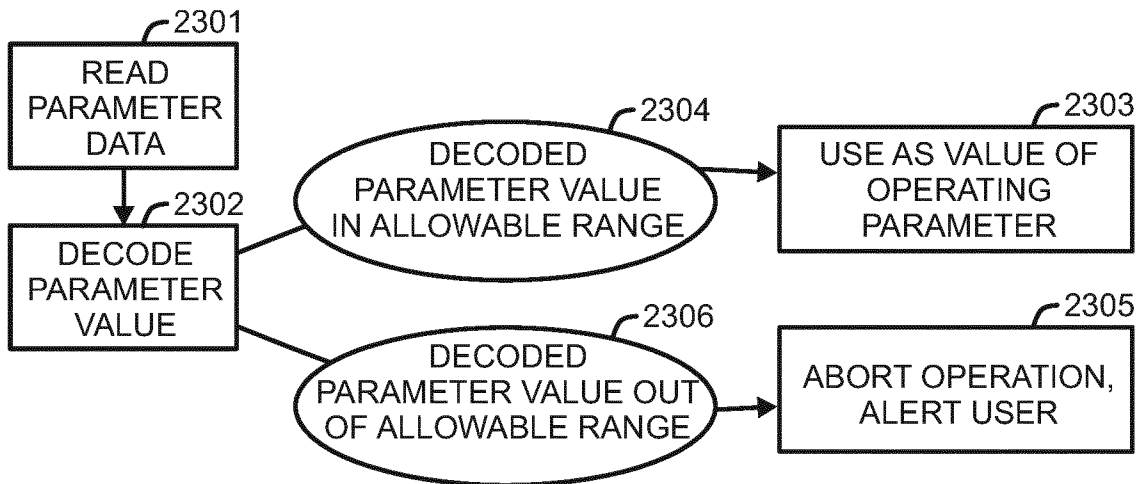 2301
READ
PARAMETER
DATA
2302
DECODE
PARAMETER
VALUE
2304
DECODED
PARAMETER VALUE
IN ALLOWABLE RANGE
2303
USE AS VALUE OF
OPERATING
PARAMETER
2306
DECODED
PARAMETER VALUE OUT
OF ALLOWABLE RANGE
2305
ABORT OPERATION,
ALERT USER